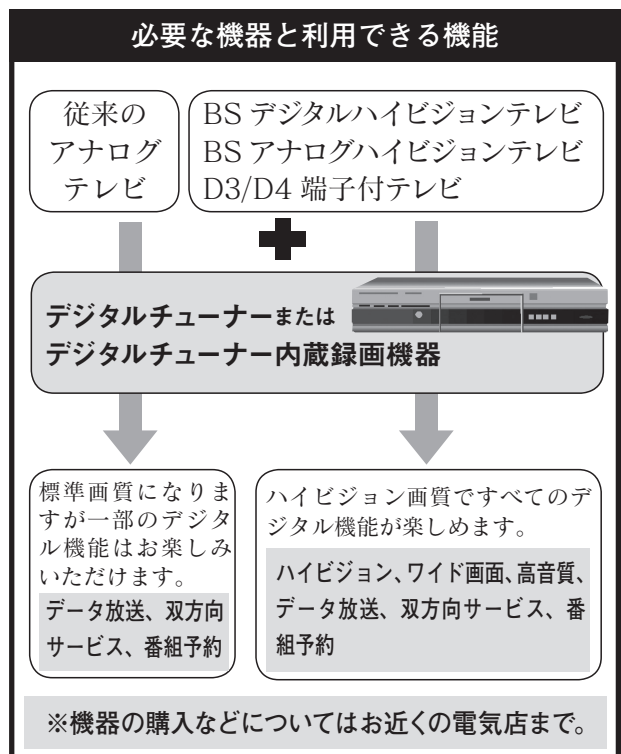 必要な機器と利用できる機能
従来の
アナログ
テレビ
BS デジタルハイビジョンテレビ
BS アナログハイビジョンテレビ
D3/D4 端子付テレビ
デジタルチューナーまたは
デジタルチューナー内蔵録画機器
標準画質になりま
すが一部のデジタ
ル機能はお楽しみ
いただけます。
データ放送、双方向
サービス、番組予約
ハイビジョン画質ですべてのデ
ジタル機能が楽しめます。
ハイビジョン、ワイド画面、高音質、
データ放送、双方向サービス、番
組予約
※機器の購入などについてはお近くの電気店まで。